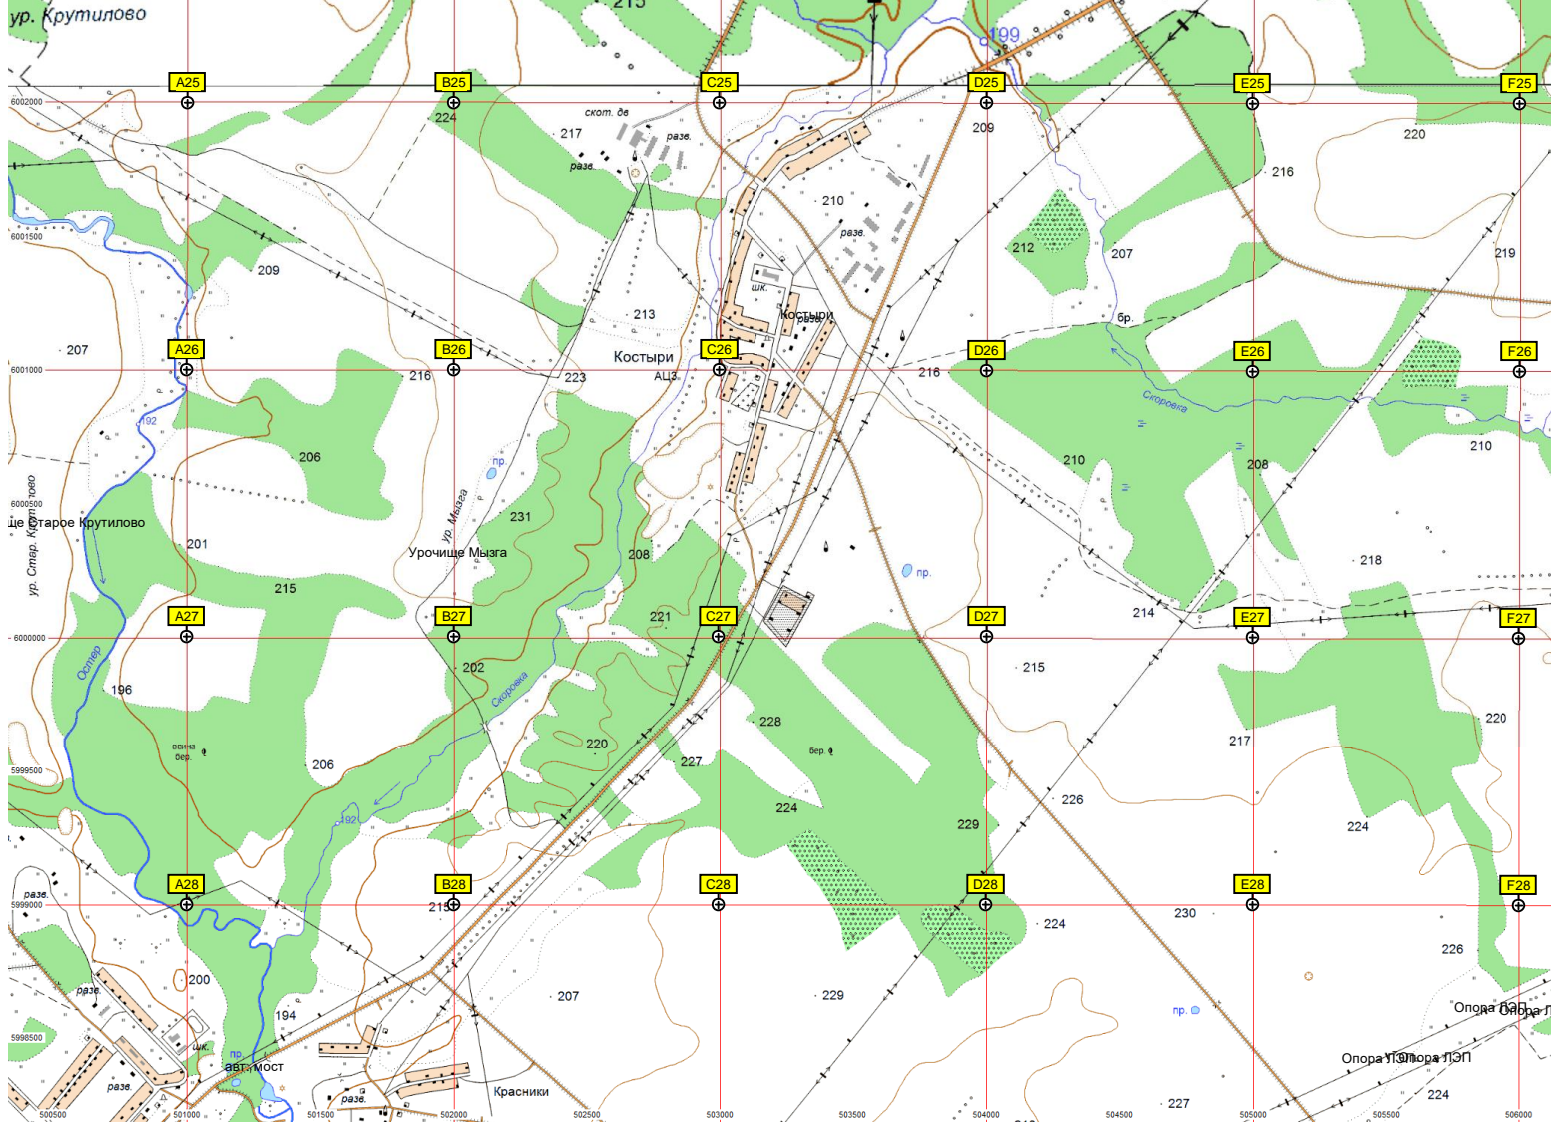 ур. Крутилово
215
199
A25
B25
C25
D25
E25
F25
6002000
224
скот. дв
217
разв.
разв.
209
220
216
210
разв.
6001500
212
207
219
209
шк.
213
Костыри
разв.
бр.
207
A26
B26
Костыри
C26
D26
E26
F26
6001000
216
223
АЦЗ
216
192
Скоровка
206
210
210
208
пр.
6000500
ур. Стар. Крутилово
ур. Мызга
231
ще Старое Крутилово
201
Урочище Мызга
208
218
пр.
215
214
A27
B27
221
C27
D27
E27
F27
6000000
Остер
202
215
196
Скоровка
228
220
217
осина
бер.
220
бер.
206
227
5999500
226
224
224
192
229
A28
B28
C28
D28
E28
F28
разв.
215
5999000
230
224
226
200
разв.
207
229
194
пр.
Опора ЛЭП
5998500
шк.
пр.
авт. мост
Опора ЛЭП
разв.
разв.
Красники
227
224
500500
501000
501500
502000
502500
503000
503500
504000
504500
505000
505500
506000